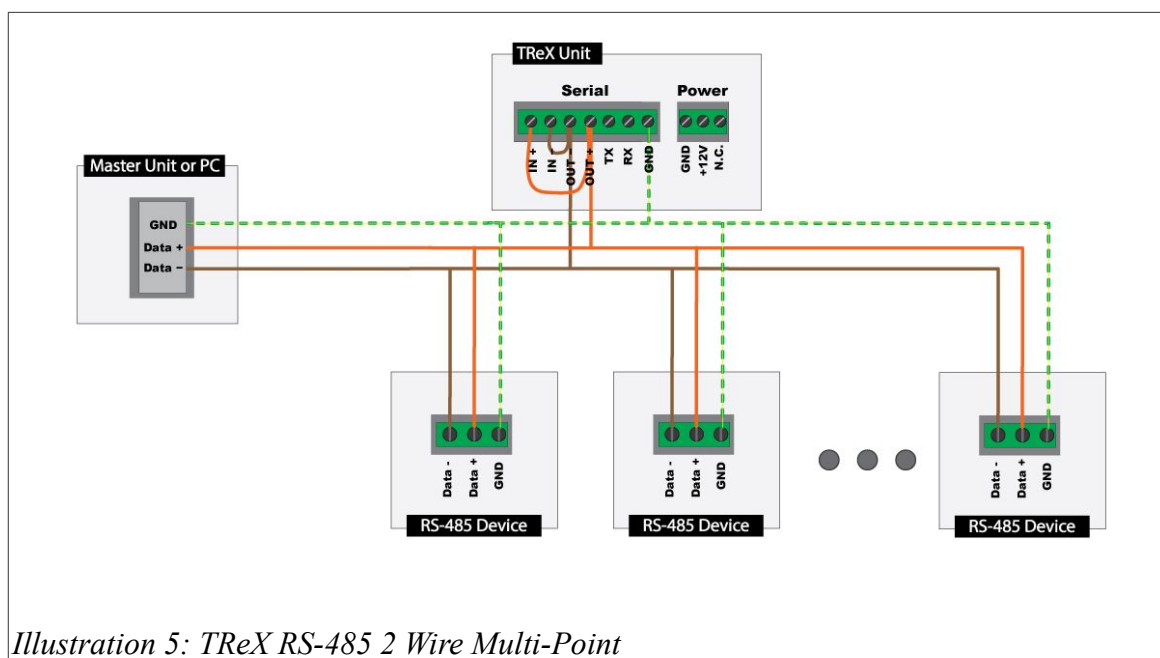 TReX Unit
Serial
Power
IN +
IN -
OUT -
OUT +
TX
RX
GND
GND
+12V
N.C.
Master Unit or PC
GND
Data +
Data −
Data -
Data +
GND
RS-485 Device
Data -
Data +
GND
RS-485 Device
Data -
Data +
GND
RS-485 Device
Illustration 5: TReX RS-485 2 Wire Multi-Point